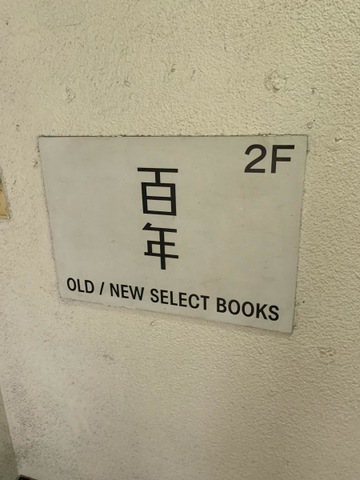 2F
百年
OLD / NEW SELECT BOOKS